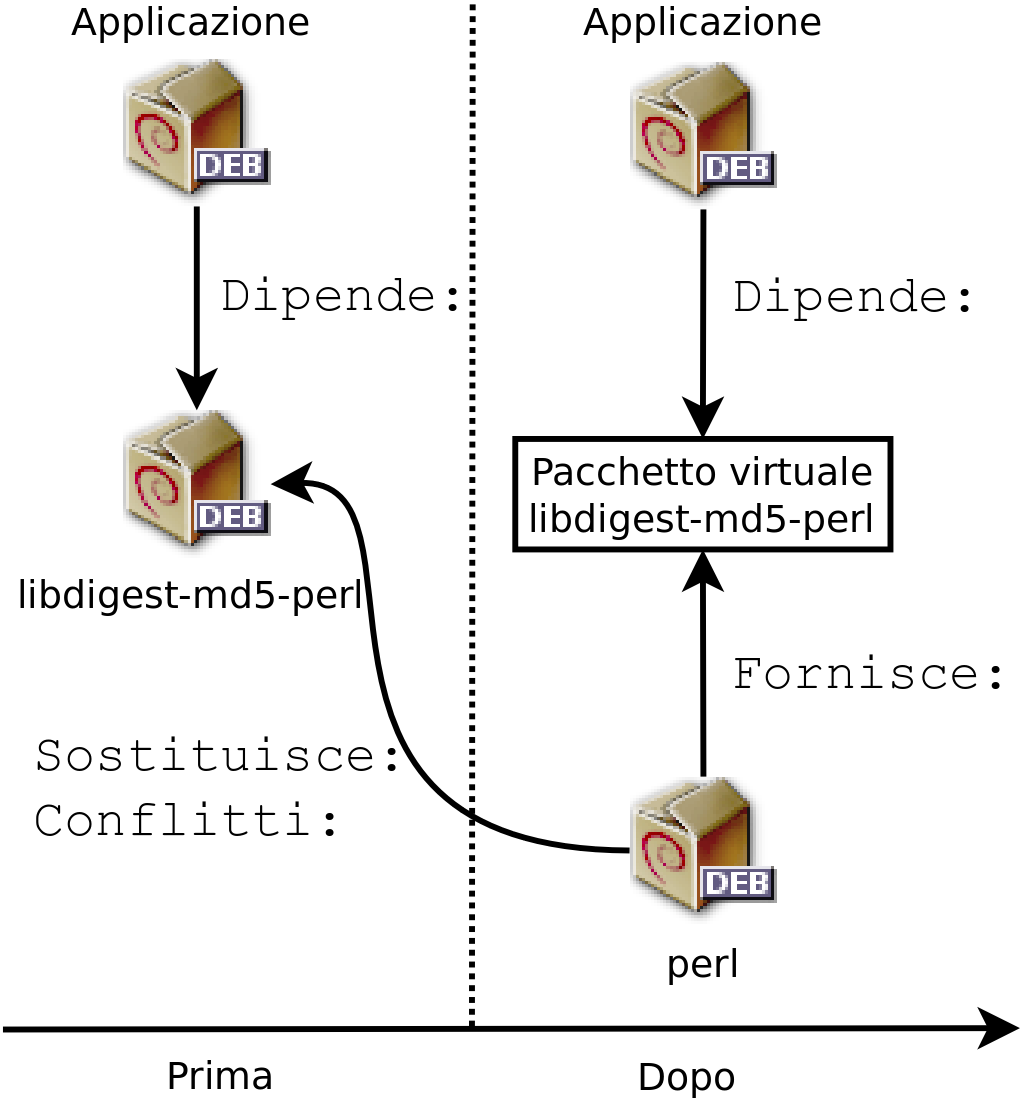 Applicazione
DEB
Dipende:
DEB
libdigest-md5-perl
Sostituisce:
Conflitti:
Applicazione
DEB
Dipende:
Pacchetto virtuale
libdigest-md5-perl
Fornisce:
DEB
perl
Prima
Dopo